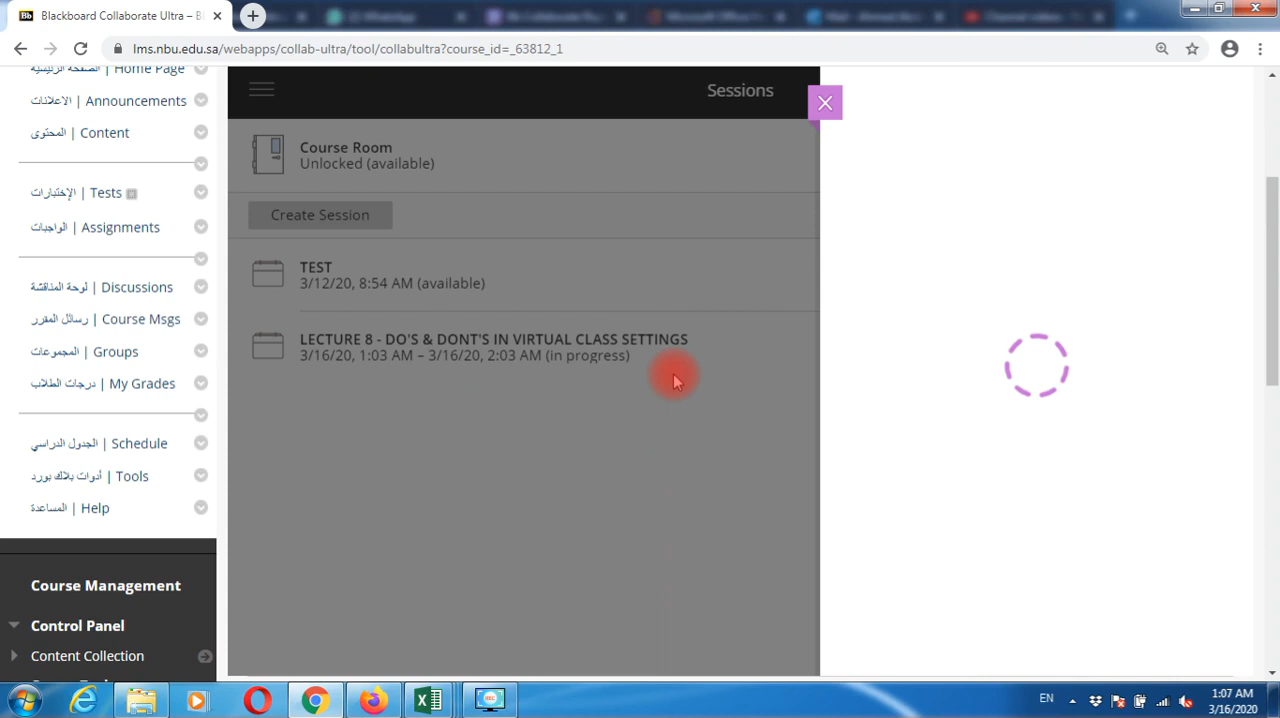 Blackboard Collaborate Ultra – B
lms.nbu.edu.sa/webapps/collab-ultra/tool/collabultra?course_id=_63812_1
الصفحة الرئيسية | Home Page
الاعلانات | Announcements
المحتوى | Content
الإختبارات | Tests
الواجبات | Assignments
لوحة المناقشة | Discussions
رسائل المقرر | Course Msgs
المجموعات | Groups
درجات الطلاب | My Grades
الجدول الدراسي | Schedule
أدوات بلاك بورد | Tools
المساعدة | Help
Course Management
Control Panel
Content Collection
Sessions
Course Room
Unlocked (available)
Create Session
TEST
3/12/20, 8:54 AM (available)
LECTURE 8 - DO'S & DONT'S IN VIRTUAL CLASS SETTINGS
3/16/20, 1:03 AM – 3/16/20, 2:03 AM (in progress)
EN
1:07 AM
3/16/2020